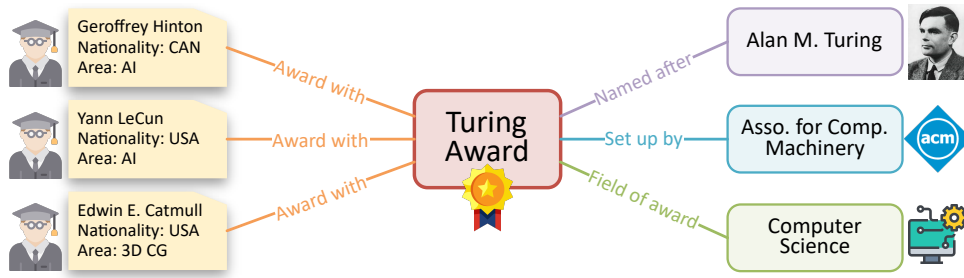 Geroffrey Hinton
Nationality: CAN
Area: AI
Yann LeCun
Nationality: USA
Area: AI
Edwin E. Catmull
Nationality: USA
Area: 3D CG
Award with
Award with
Award with
Turing
Award
Named after
Set up by
Field of award
Alan M. Turing
Asso. for Comp.
Machinery
acm
Computer
Science